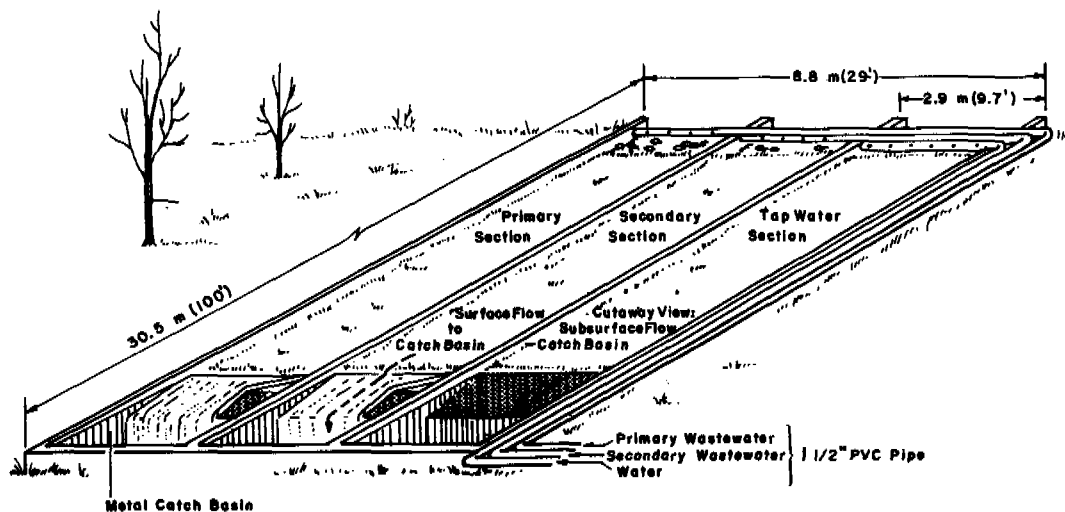 8.8 m (29')
2.9 m (9.7')
Primary
Section
Secondary
Section
Tap Water
Section
30.5 m (100')
Surface Flow
to
Catch Basin
Cutaway View:
Subsurface Flow
Catch Basin
Primary Wastewater
Secondary Wastewater
Water
1 1/2" PVC Pipe
Metal Catch Basin